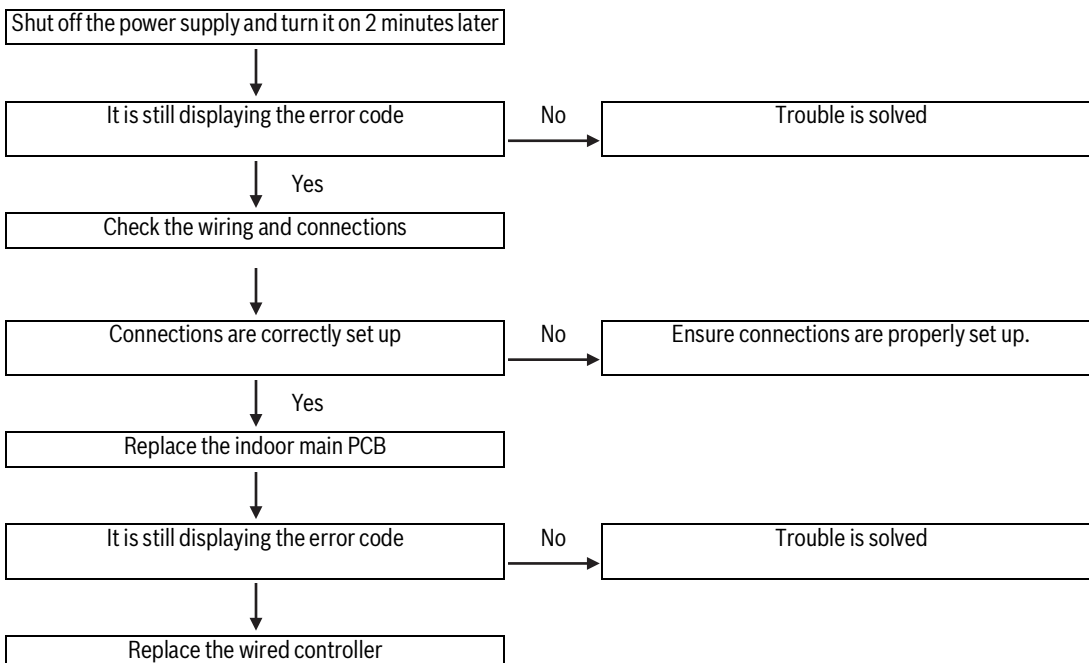 Shut off the power supply and turn it on 2 minutes later
It is still displaying the error code
No
Trouble is solved
Yes
Check the wiring and connections
Connections are correctly set up
No
Ensure connections are properly set up.
Yes
Replace the indoor main PCB
It is still displaying the error code
No
Trouble is solved
Replace the wired controller